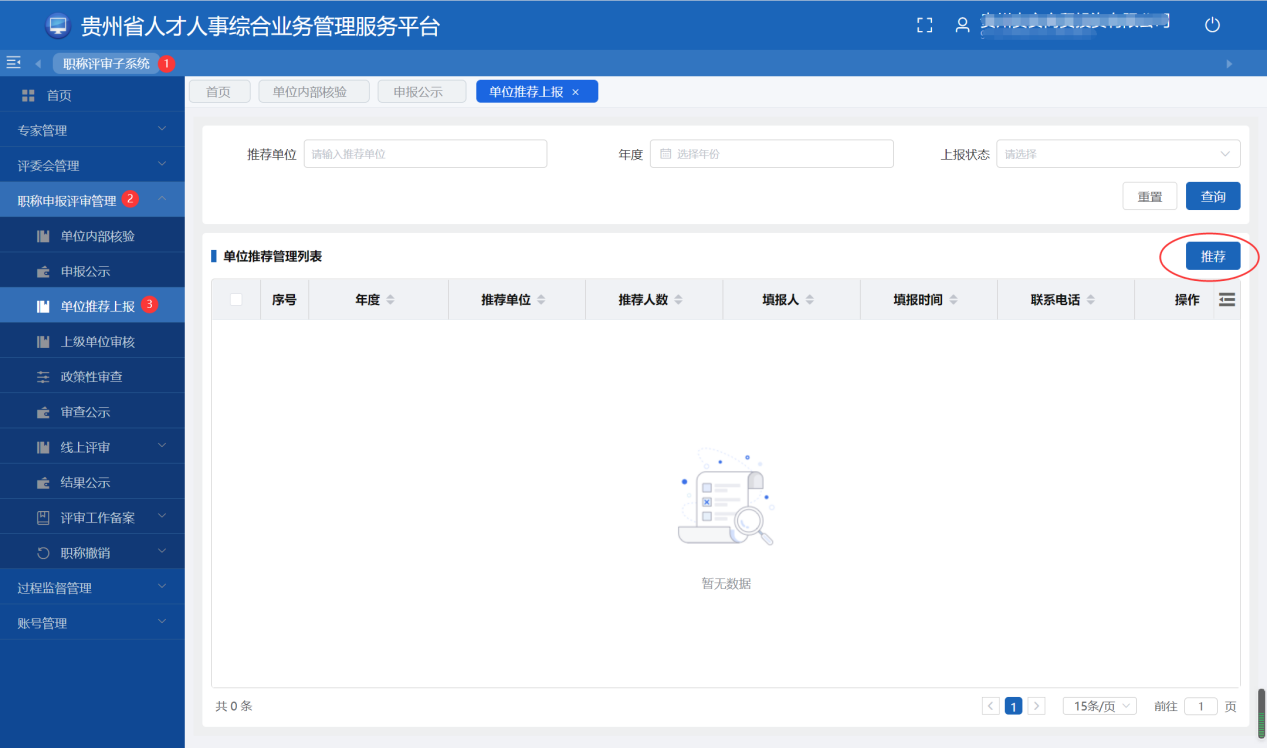 贵州省人才人事综合业务管理服务平台
职称评审子系统 1
首页
专家管理
评委会管理
职称申报评审管理 2
单位内部核验
申报公示
单位推荐上报 3
上级单位审核
政策性审查
审查公示
线上评审
结果公示
评审工作备案
职称撤销
过程监督管理
账号管理
首页 单位内部核验 申报公示 单位推荐上报 ×
推荐单位 请输入推荐单位 年度 选择年份 上报状态 请选择
重置 查询
单位推荐管理列表 推荐
序号 年度 推荐单位 推荐人数 填报人 填报时间 联系电话 操作
暂无数据
共 0 条 1 15条/页 前往 1 页